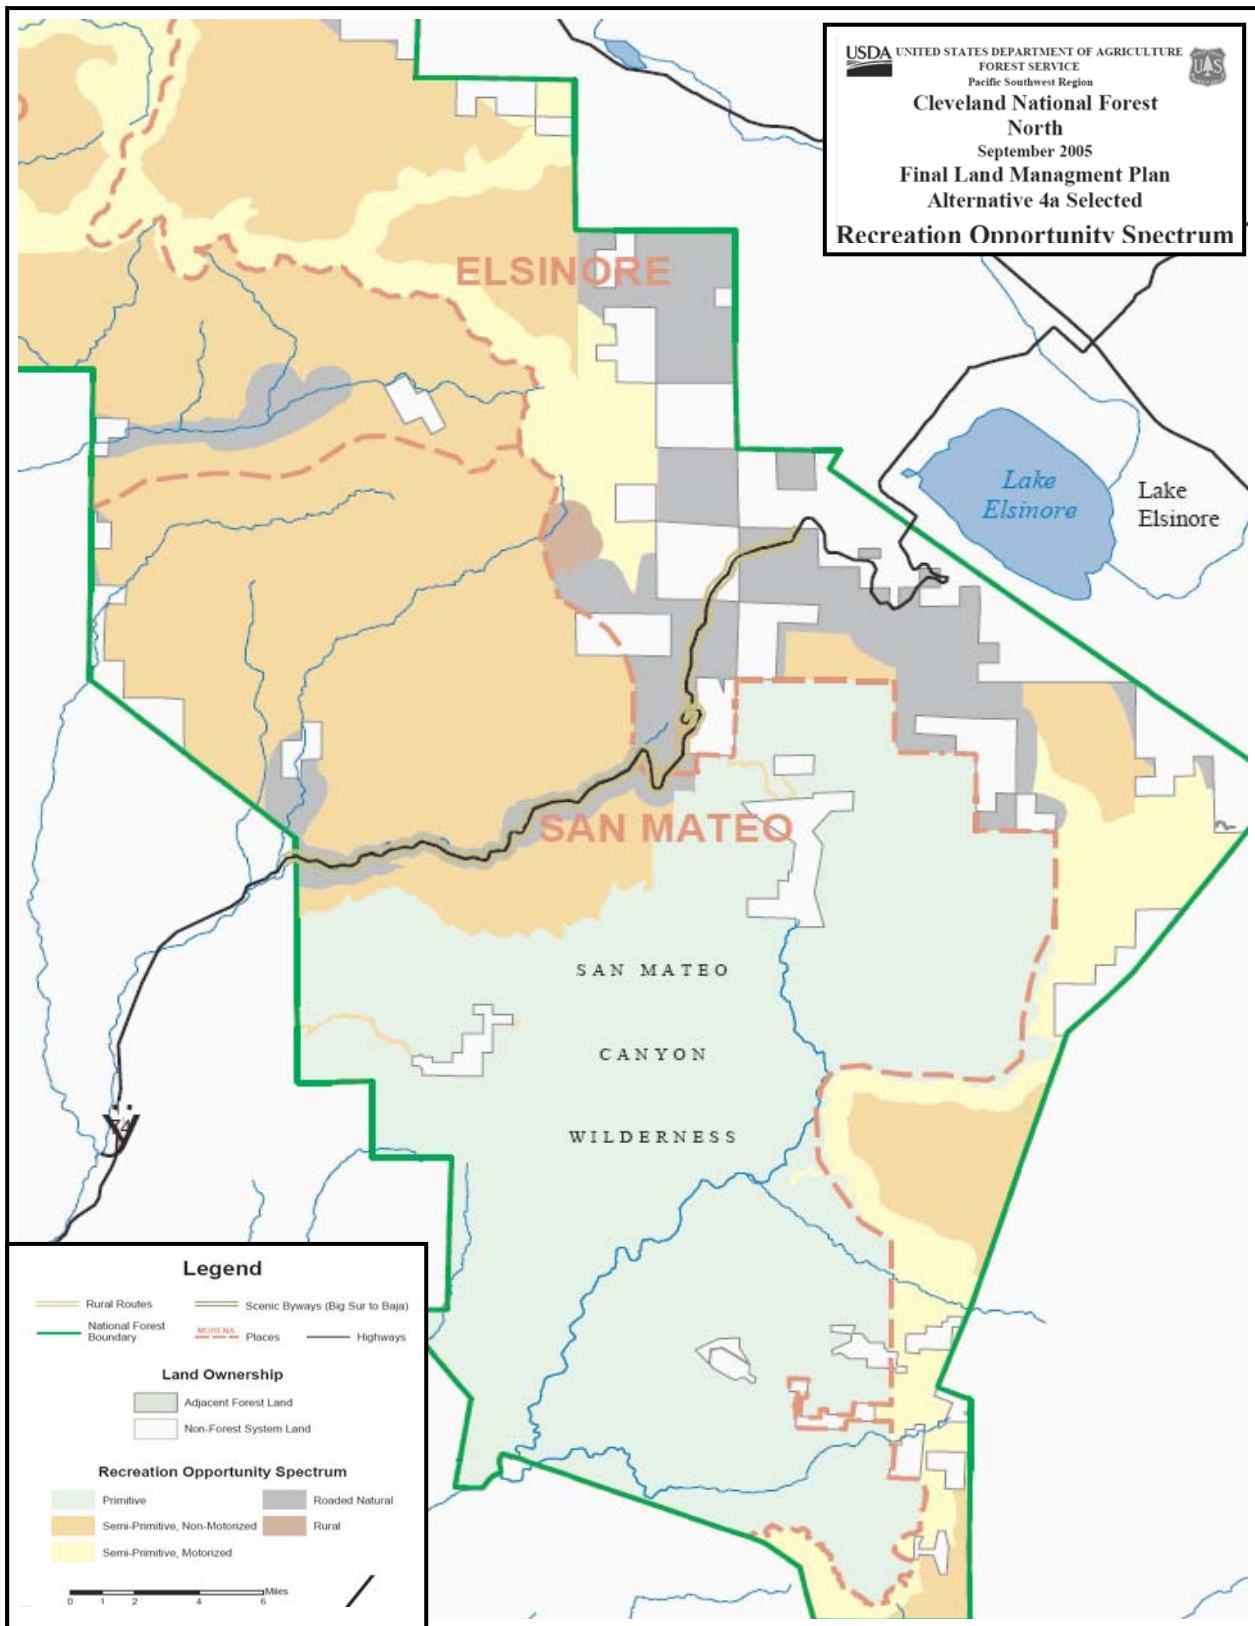 USDA
UNITED STATES DEPARTMENT OF AGRICULTURE
FOREST SERVICE
Pacific Southwest Region
Cleveland National Forest
North
September 2005
Final Land Managment Plan
Alternative 4a Selected
Recreation Opportunity Spectrum
ELSINORE
Lake
Elsinore
Lake
Elsinore
SAN MATEO
SAN MATEO
CANYON
WILDERNESS
74
ÿ
Legend
Rural Routes
Scenic Byways (Big Sur to Baja)
National Forest
Boundary
MORENA
Places
Highways
Land Ownership
Adjacent Forest Land
Non-Forest System Land
Recreation Opportunity Spectrum
Primitive
Roaded Natural
Semi-Primitive, Non-Motorized
Rural
Semi-Primitive, Motorized
Miles
0 1 2 4 6